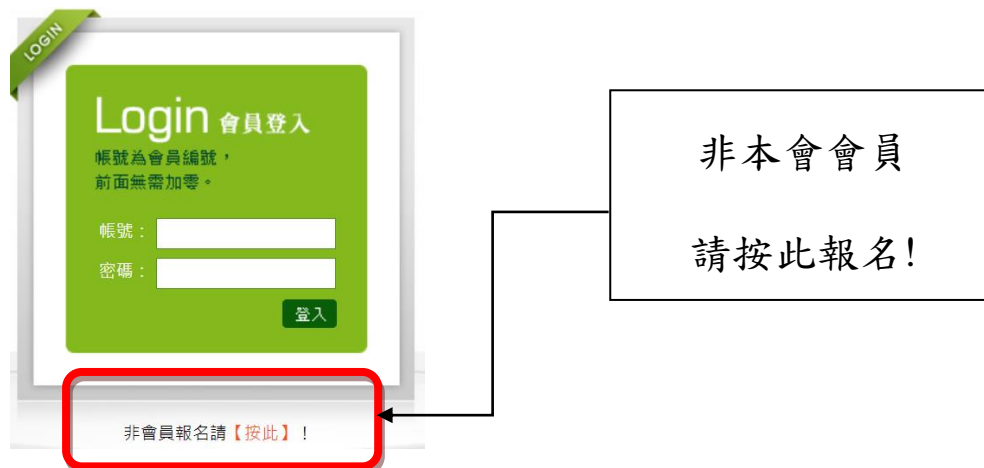 LOGIN
Login 會員登入
帳號為會員編號，
前面無需加零。
帳號：
密碼：
登入
非會員報名請【按此】！
非本會會員
請按此報名!